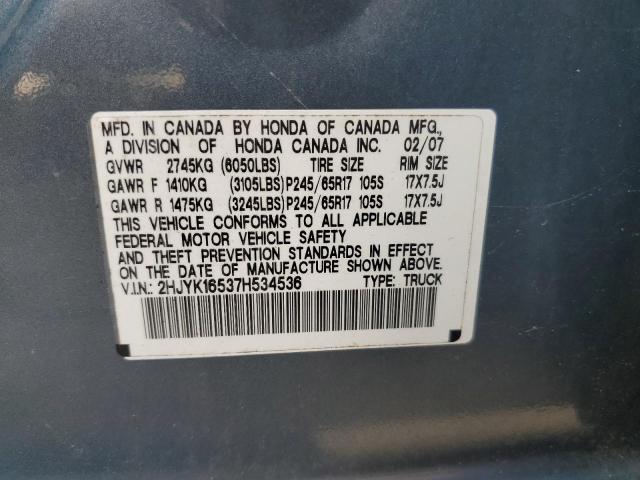 MFD. IN CANADA BY HONDA OF CANADA MFG.,
A DIVISION OF HONDA CANADA INC. 02/07
GVWR 2745KG (6050LBS) TIRE SIZE RIM SIZE
GAWR F 1410KG (3105LBS)P245/65R17 105S 17X7.5J
GAWR R 1475KG (3245LBS)P245/65R17 105S 17X7.5J
THIS VEHICLE CONFORMS TO ALL APPLICABLE
FEDERAL MOTOR VEHICLE SAFETY
AND THEFT PREVENTION STANDARDS IN EFFECT
ON THE DATE OF MANUFACTURE SHOWN ABOVE.
V.I.N.: 2HJYK16537H534536 TYPE: TRUCK